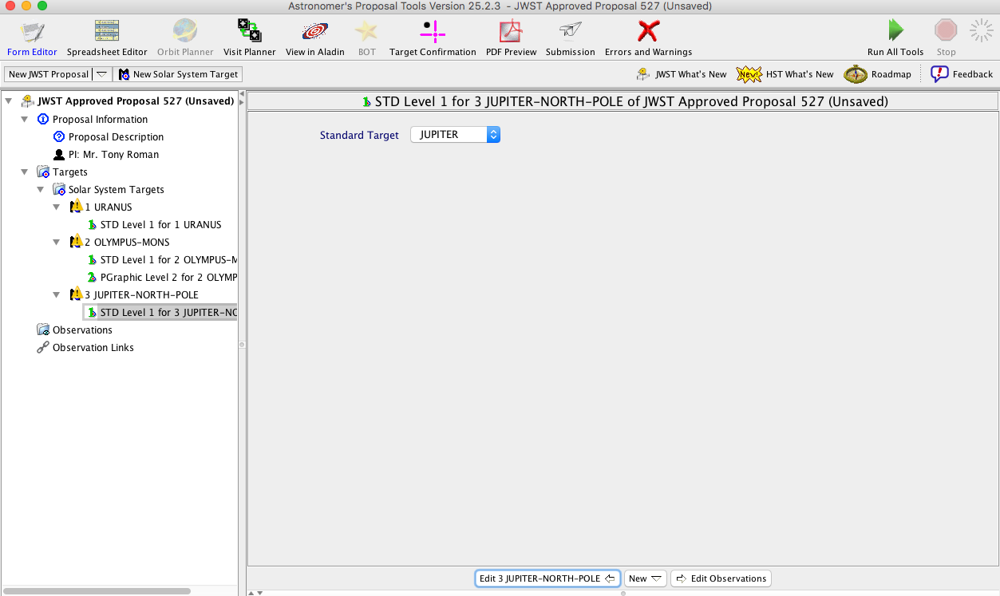 Astronomer's Proposal Tools Version 25.2.3 - JWST Approved Proposal 527 (Unsaved)
Form Editor Spreadsheet Editor Orbit Planner Visit Planner View in Aladin BOT Target Confirmation PDF Preview Submission Errors and Warnings Run All Tools Stop
New JWST Proposal New Solar System Target JWST What's New New! HST What's New Roadmap Feedback
JWST Approved Proposal 527 (Unsaved)
STD Level 1 for 3 JUPITER-NORTH-POLE of JWST Approved Proposal 527 (Unsaved)
Proposal Information
Proposal Description
PI: Mr. Tony Roman
Targets
Solar System Targets
1 URANUS
STD Level 1 for 1 URANUS
2 OLYMPUS-MONS
STD Level 1 for 2 OLYMPUS-M
PGraphic Level 2 for 2 OLYMP
3 JUPITER-NORTH-POLE
STD Level 1 for 3 JUPITER-NO
Observations
Observation Links
Standard Target JUPITER
Edit 3 JUPITER-NORTH-POLE New Edit Observations